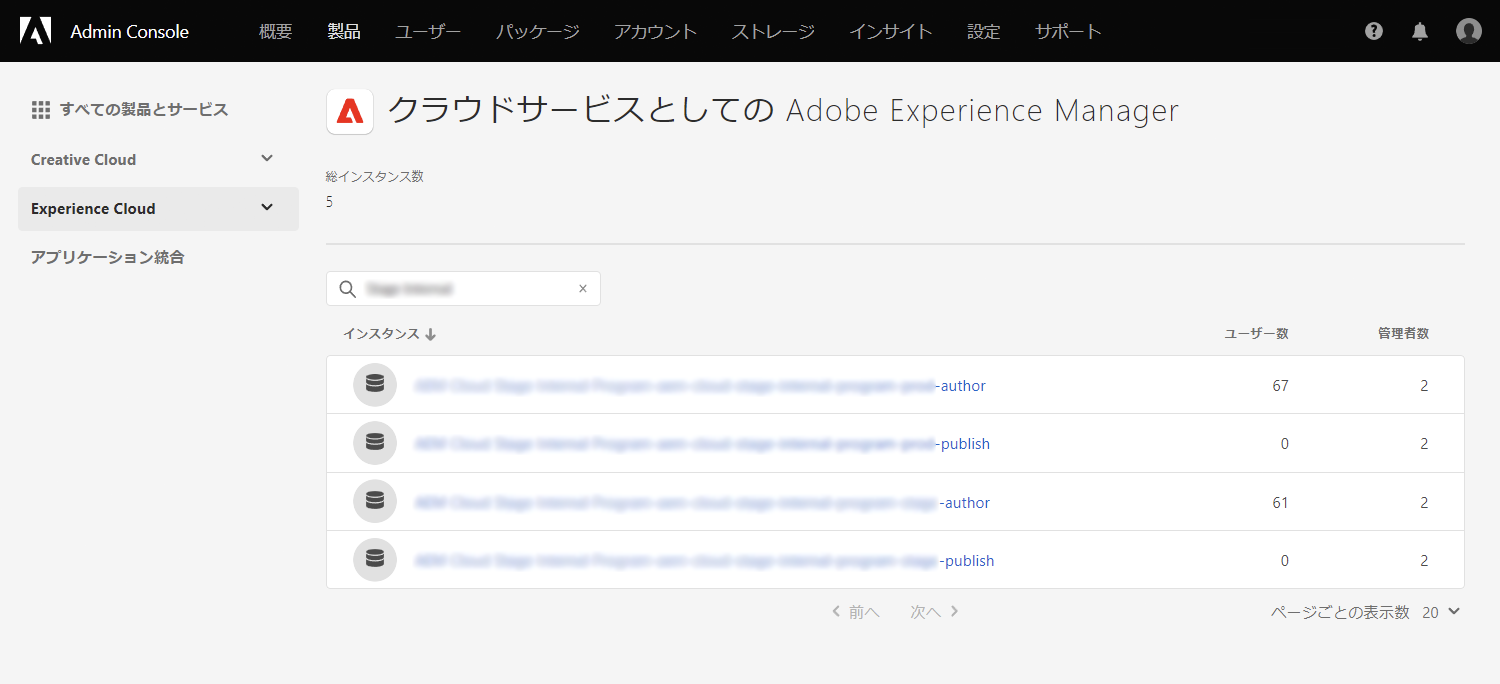 Admin Console 概要 製品 ユーザー パッケージ アカウント ストレージ インサイト 設定 サポート
すべての製品とサービス
Creative Cloud
Experience Cloud
アプリケーション統合
クラウドサービスとしての Adobe Experience Manager
総インスタンス数
5
インスタンス ユーザー数 管理者数
-author 67 2
-publish 0 2
-author 61 2
-publish 0 2
前へ 次へ ページごとの表示数 20